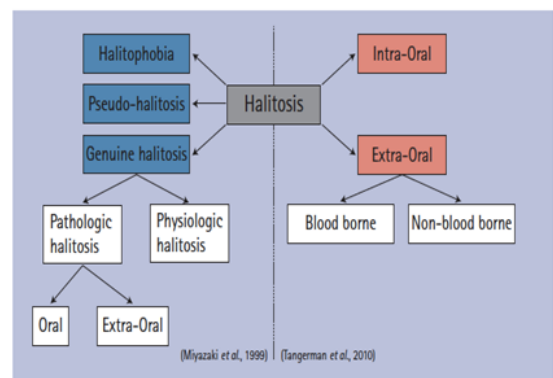 Halitophobia
Intra-Oral
Pseudo-halitosis
Halitosis
Genuine halitosis
Extra-Oral
Pathologic
halitosis
Physiologic
halitosis
Blood borne
Non-blood borne
Oral
Extra-Oral
(Miyazaki et al., 1999)
(Tangerman et al., 2010)